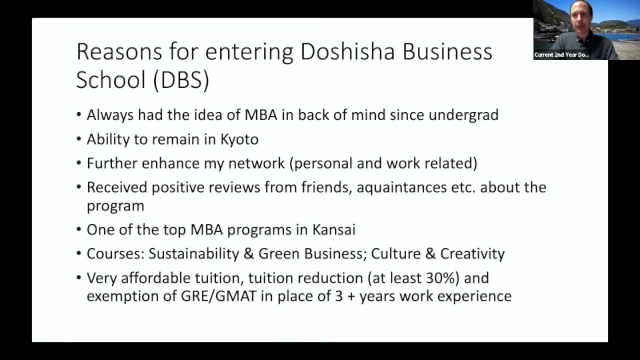 Reasons for entering Doshisha Business
School (DBS)
• Always had the idea of MBA in back of mind since undergrad
• Ability to remain in Kyoto
• Further enhance my network (personal and work related)
• Received positive reviews from friends, aquaintances etc. about the
program
• One of the top MBA programs in Kansai
• Courses: Sustainability & Green Business; Culture & Creativity
• Very affordable tuition, tuition reduction (at least 30%) and
exemption of GRE/GMAT in place of 3 + years work experience
Current 2nd Year Do...